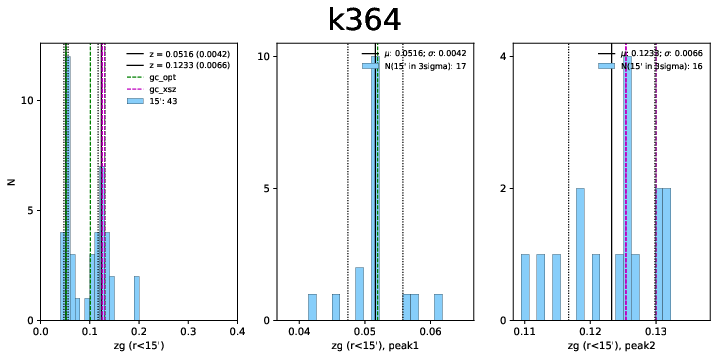 k364
z = 0.0516 (0.0042)
z = 0.1233 (0.0066)
gc_opt
gc_xsz
15': 43
μ: 0.0516; σ: 0.0042
N(15' in 3sigma): 17
μ: 0.1233; σ: 0.0066
N(15' in 3sigma): 16
N
10
5
0
0.0 0.1 0.2 0.3 0.4
zg (r<15')
10
5
0
0.04 0.05 0.06
zg (r<15'), peak1
4
2
0
0.11 0.12 0.13
zg (r<15'), peak2